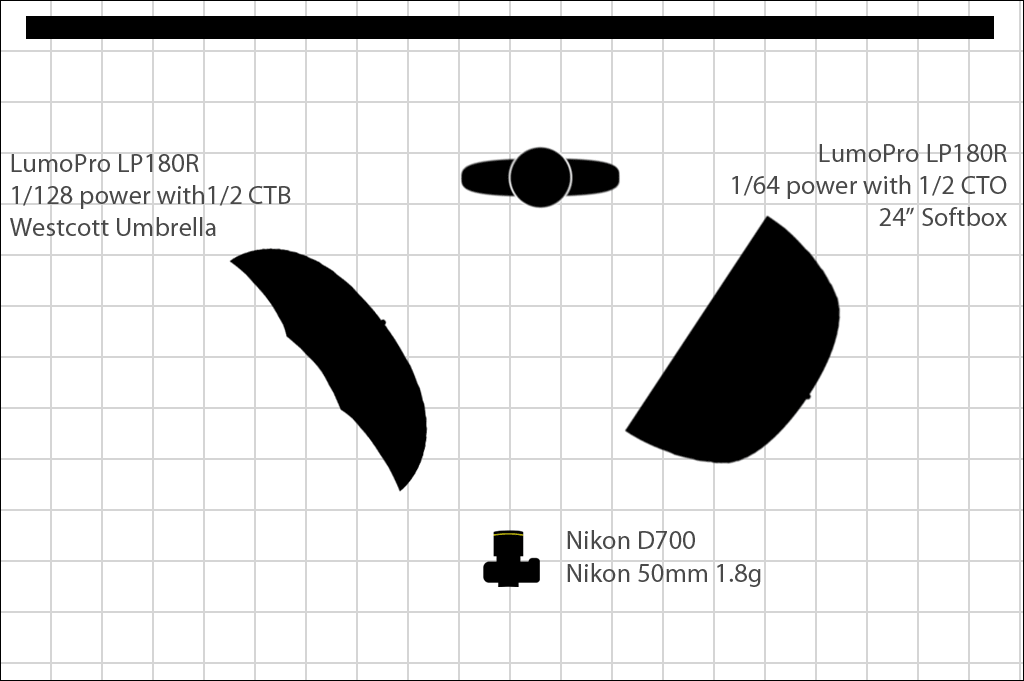 LumoPro LP180R
1/128 power with1/2 CTB
Westcott Umbrella
LumoPro LP180R
1/64 power with 1/2 CTO
24” Softbox
Nikon D700
Nikon 50mm 1.8g